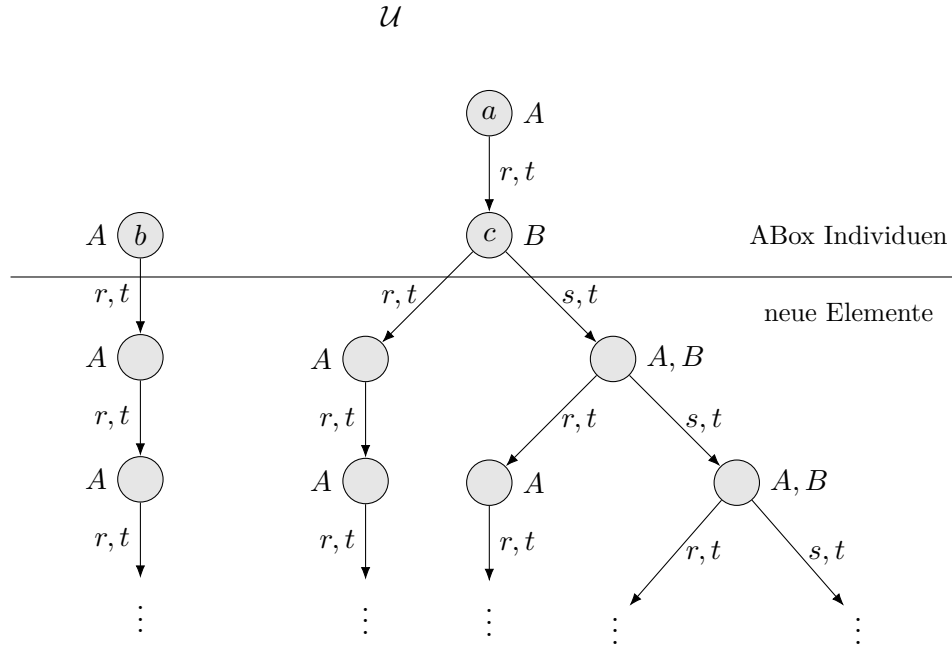 𝒰
a A
r, t
A b c B ABox Individuen
r, t r, t s, t neue Elemente
A A A, B
r, t r, t r, t s, t
A A A A, B
r, t r, t r, t r, t s, t
⋮ ⋮ ⋮ ⋮ ⋮